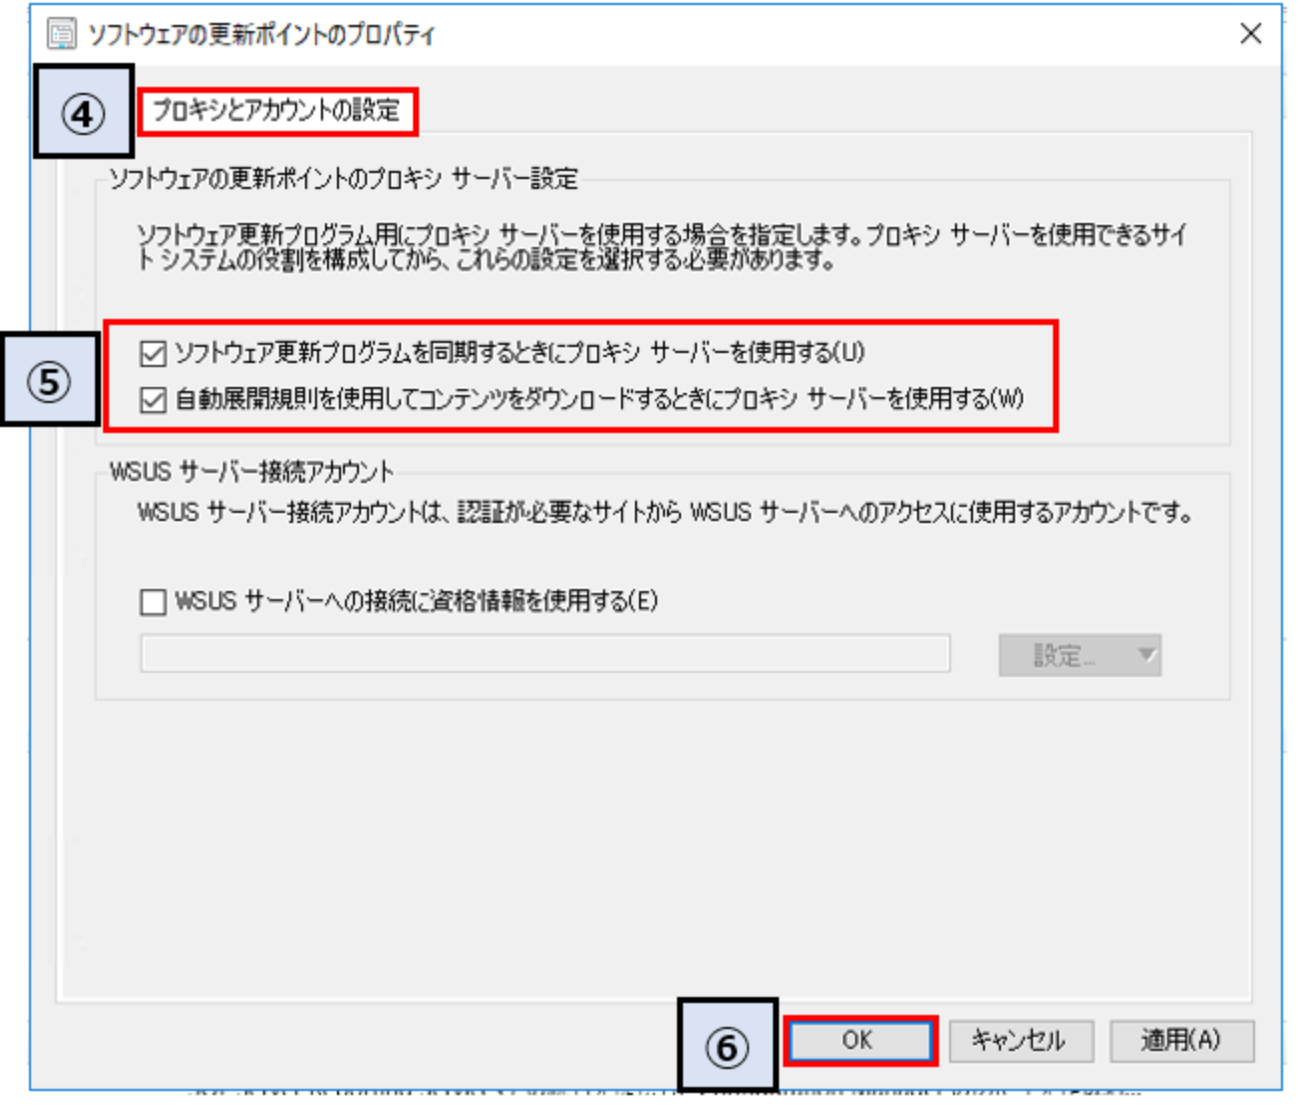 ソフトウェアの更新ポイントのプロパティ
④
プロキシとアカウントの設定
ソフトウェアの更新ポイントのプロキシ サーバー設定
ソフトウェア更新プログラム用にプロキシ サーバーを使用する場合を指定します。プロキシ サーバーを使用できるサイ
ト システムの役割を構成してから、これらの設定を選択する必要があります。
⑤
ソフトウェア更新プログラムを同期するときにプロキシ サーバーを使用する(U)
自動展開規則を使用してコンテンツをダウンロードするときにプロキシ サーバーを使用する(W)
WSUS サーバー接続アカウント
WSUS サーバー接続アカウントは、認証が必要なサイトから WSUS サーバーへのアクセスに使用するアカウントです。
WSUS サーバーへの接続に資格情報を使用する(E)
設定...
⑥
OK
キャンセル
適用(A)